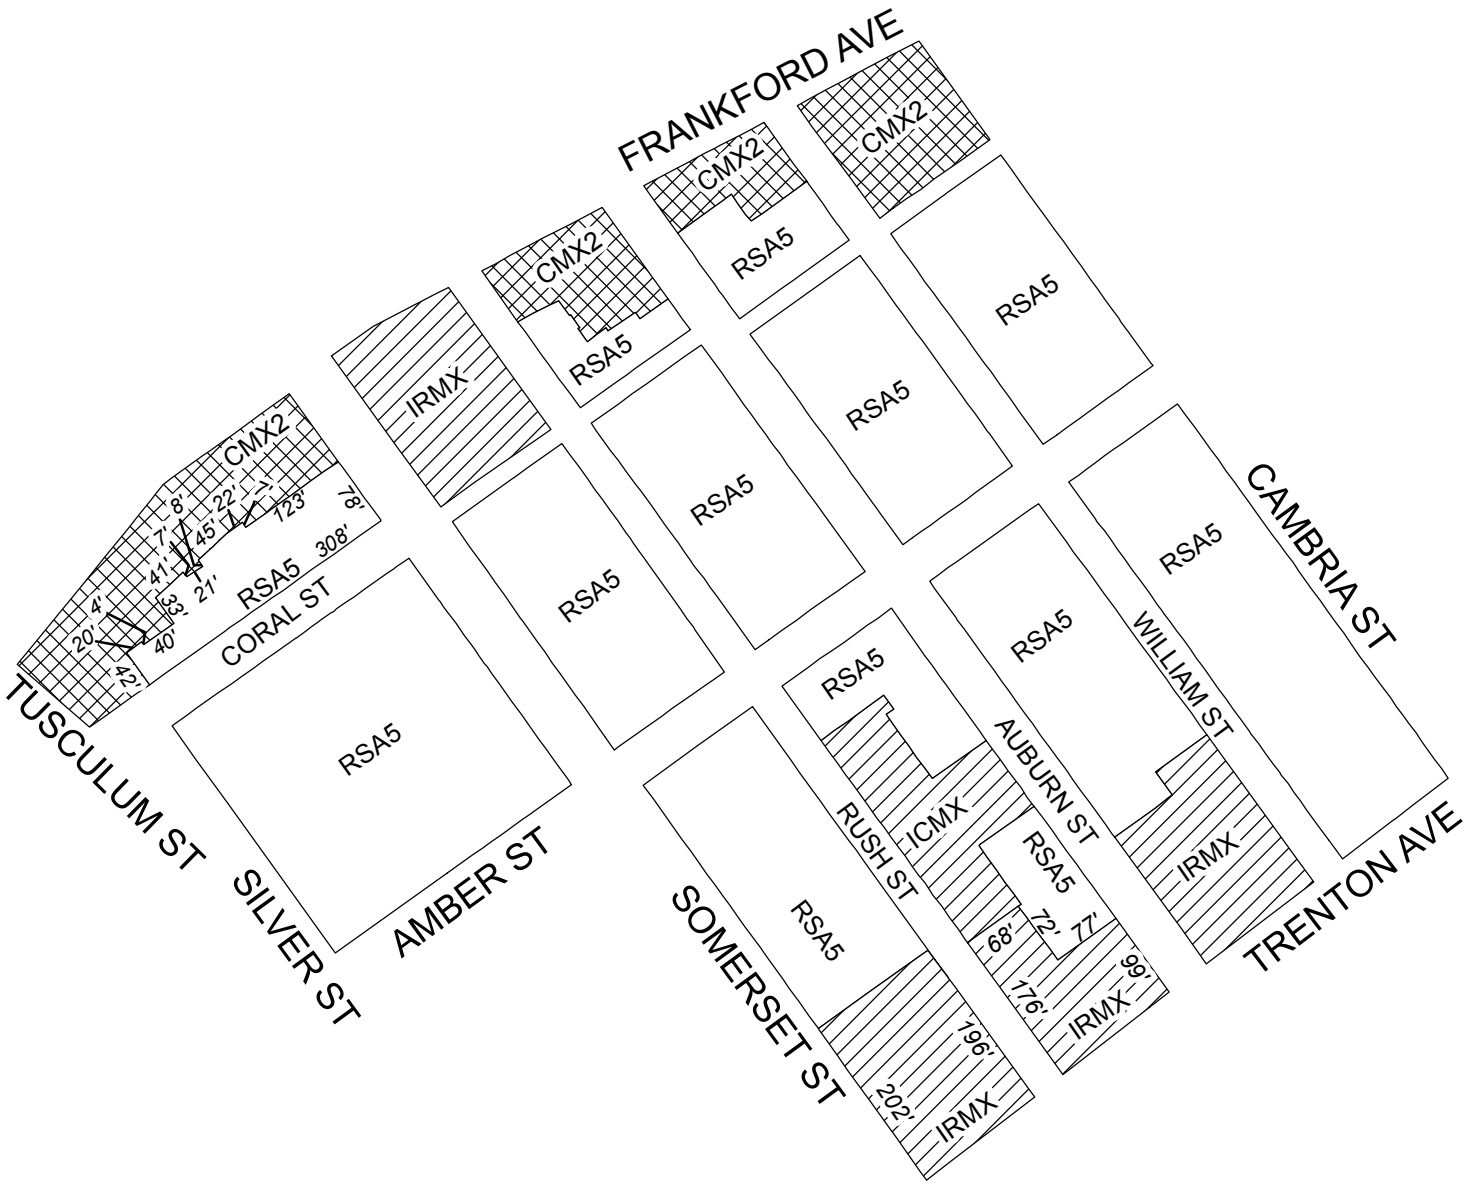 FRANKFORD AVE
CMX2
CMX2
RSA5
CMX2
RSA5
IRMX
CMX2
RSA5
RSA5
RSA5
RSA5
RSA5
CAMBRIA ST
8'
22'
7'
123'
78'
7'
45'
308'
41'
21'
RSA5
4'
33'
20'
40'
42'
CORAL ST
TUSCULUM ST
RSA5
SILVER ST
AMBER ST
RSA5
RSA5
WILLIAM ST
RSA5
AUBURN ST
ICMX
RUSH ST
RSA5
IRMX
TRENTON AVE
RSA5
SOMERSET ST
72'
77'
68'
99'
176'
IRMX
196'
202'
IRMX